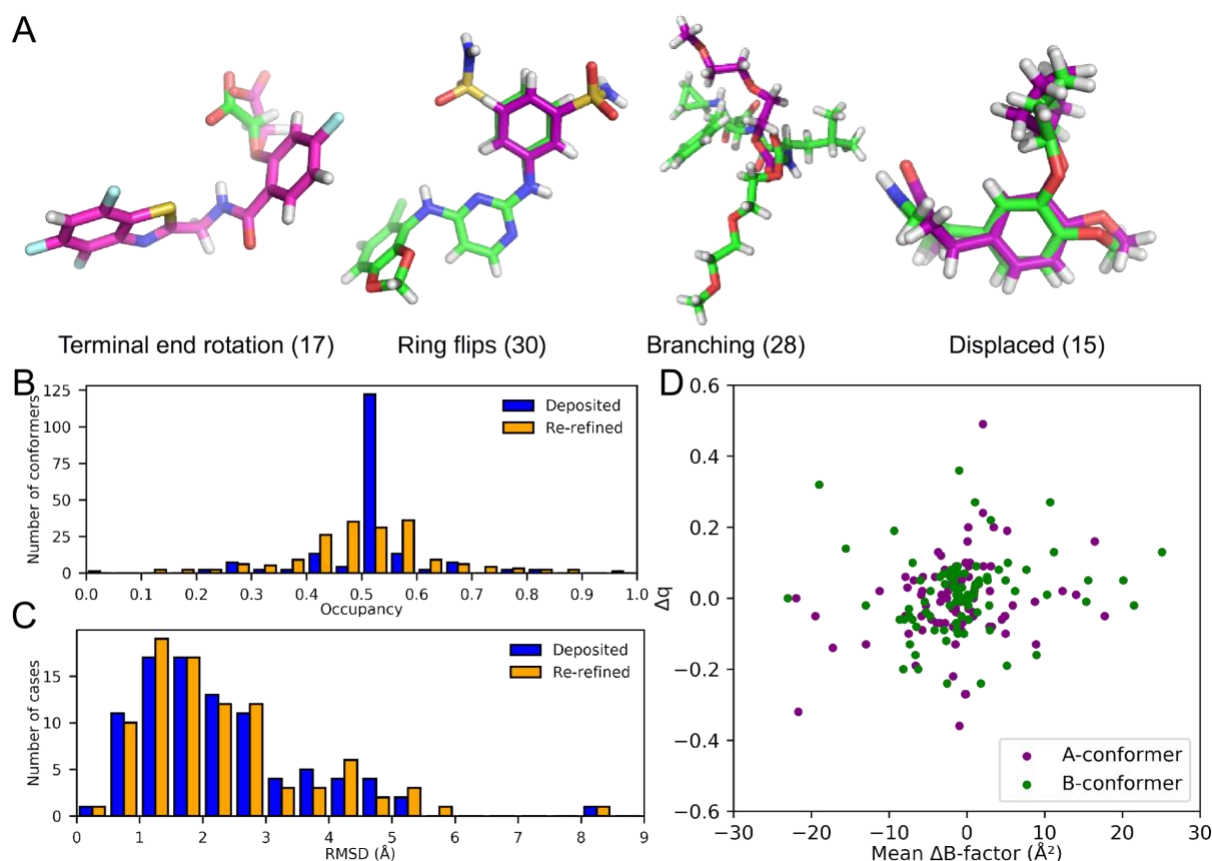 A
Terminal end rotation (17)
Ring flips (30)
Branching (28)
Displaced (15)
B
Number of conformers
125
100
75
50
25
0
0.0 0.1 0.2 0.3 0.4 0.5 0.6 0.7 0.8 0.9 1.0
Occupancy
Deposited
Re-refined
C
Number of cases
15
10
5
0
0 1 2 3 4 5 6 7 8 9
RMSD (Å)
Deposited
Re-refined
D
Δq
0.6
0.4
0.2
0.0
−0.2
−0.4
−0.6
−30 −20 −10 0 10 20 30
Mean ΔB-factor (Å²)
A-conformer
B-conformer